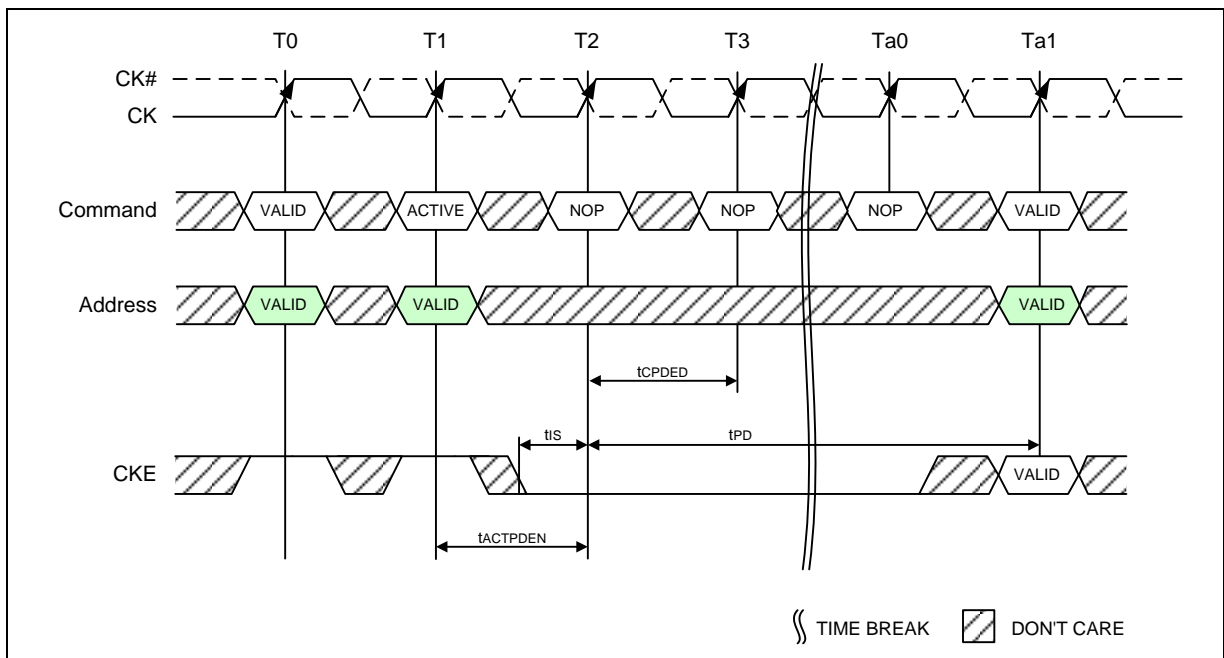 T0 T1 T2 T3 Ta0 Ta1
CK#
CK
Command VALID ACTIVE NOP NOP NOP VALID
Address VALID VALID VALID
tCPDED
tIS tPD
CKE VALID
tACTPDEN
TIME BREAK DON'T CARE